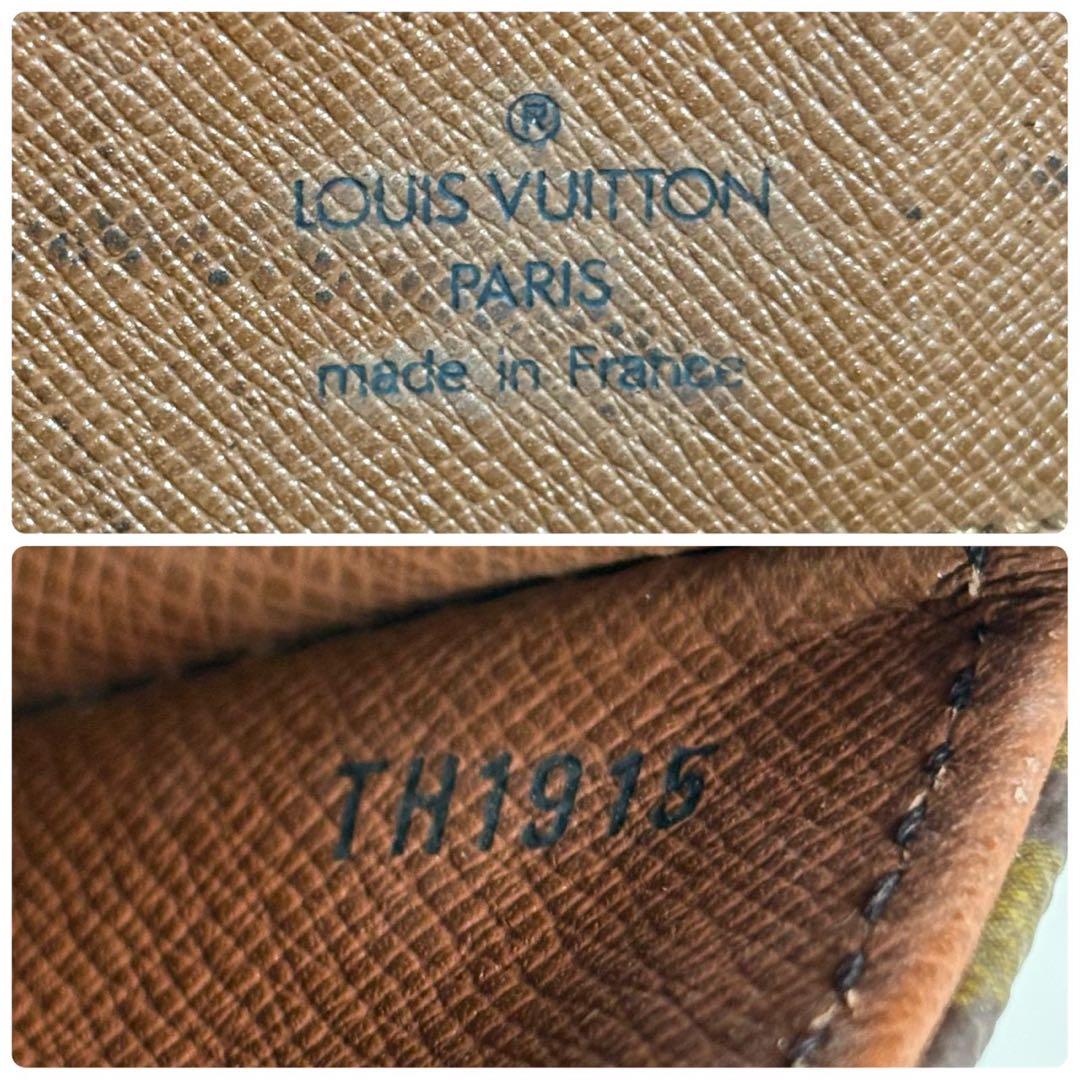 ®
LOUIS VUITTON
PARIS
made in France
TH1915